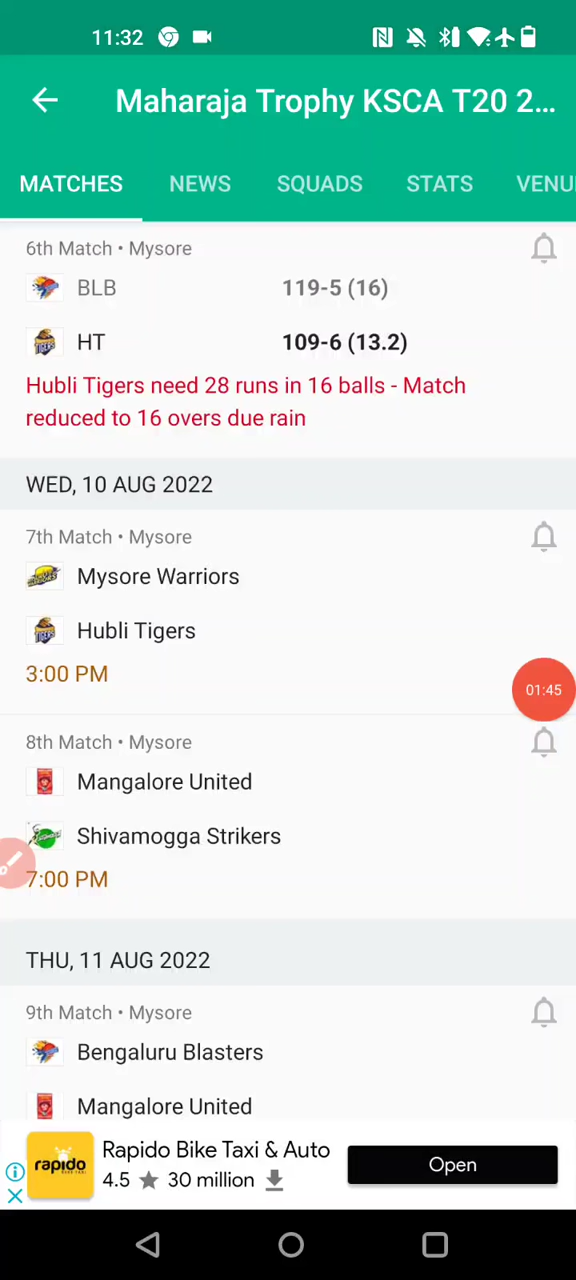 11:32
Maharaja Trophy KSCA T20 2...
MATCHES NEWS SQUADS STATS VENU
6th Match • Mysore
BLB 119-5 (16)
HT 109-6 (13.2)
Hubli Tigers need 28 runs in 16 balls - Match
reduced to 16 overs due rain
WED, 10 AUG 2022
7th Match • Mysore
Mysore Warriors
Hubli Tigers
3:00 PM
01:45
8th Match • Mysore
Mangalore United
Shivamogga Strikers
7:00 PM
THU, 11 AUG 2022
9th Match • Mysore
Bengaluru Blasters
Mangalore United
rapido
Rapido Bike Taxi & Auto
4.5 ★ 30 million
Open